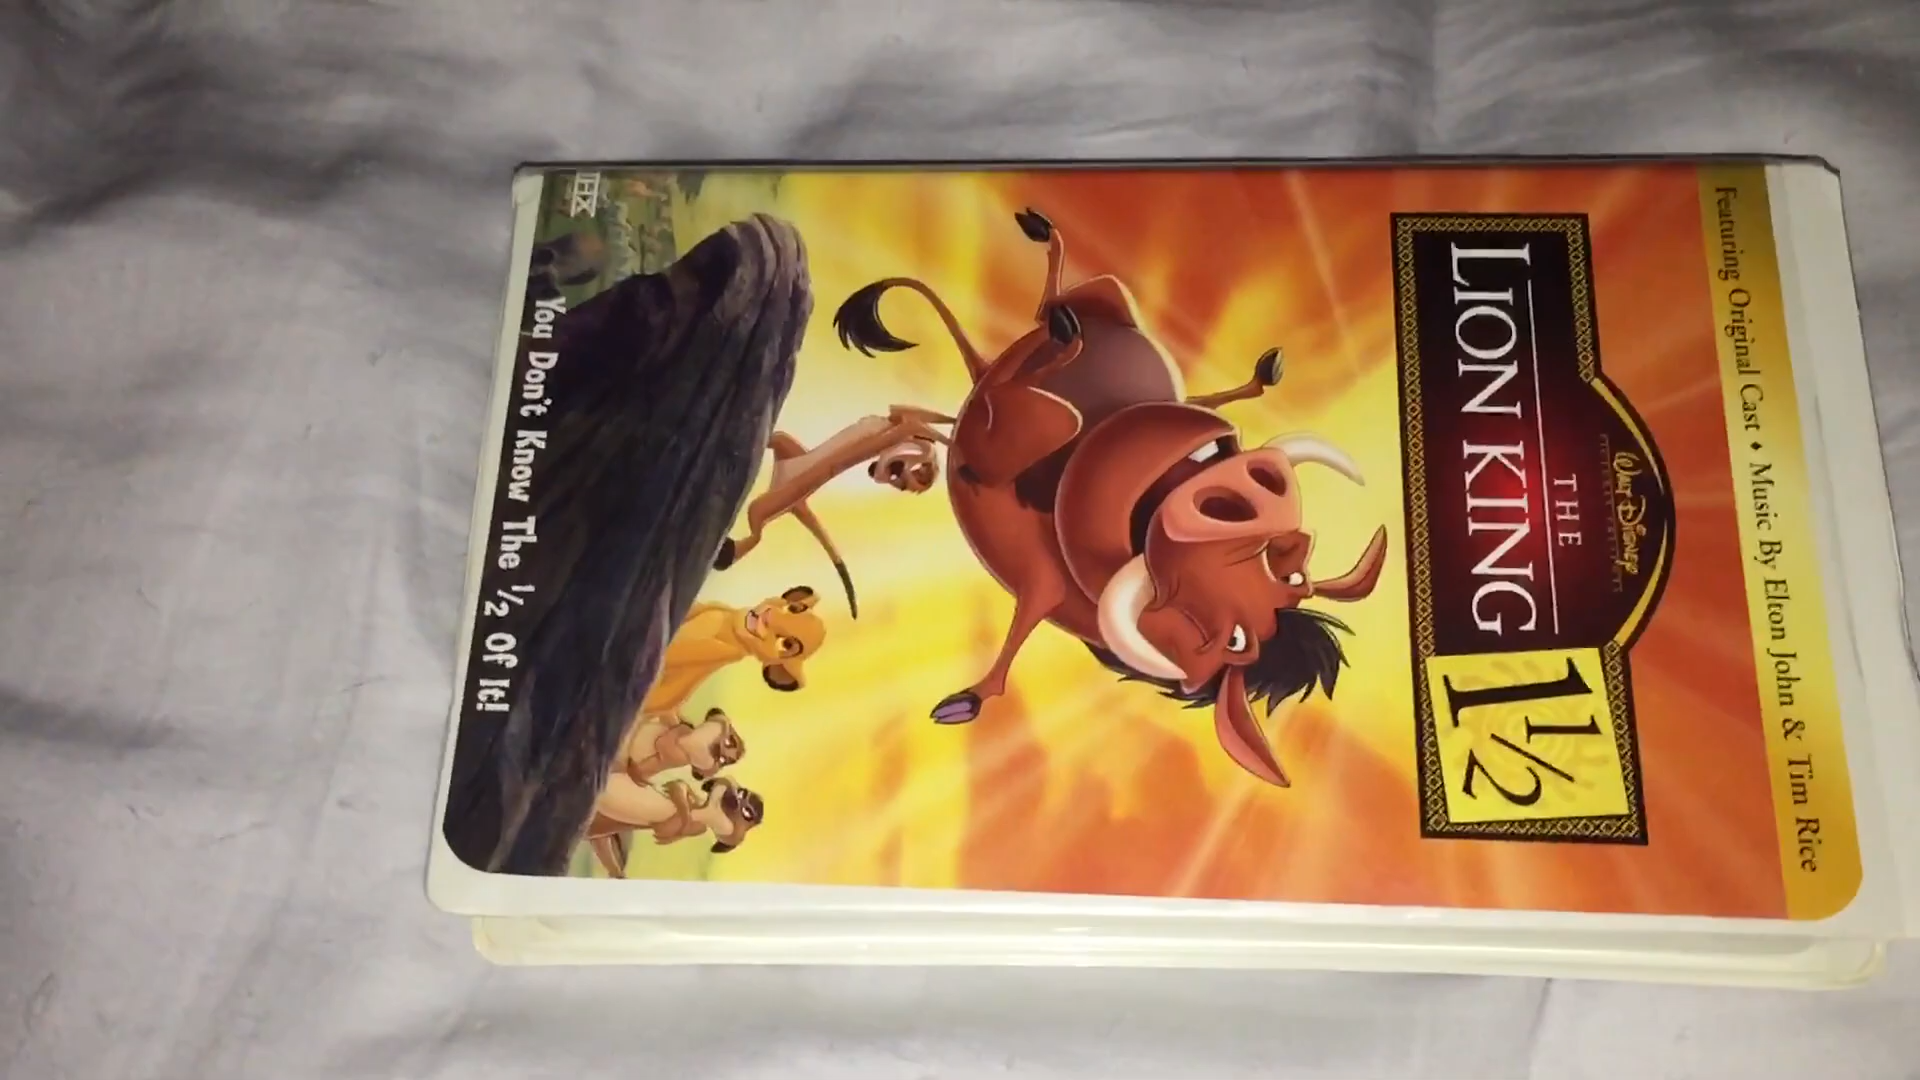 Featuring Original Cast • Music By Elton John & Tim Rice
WALT DISNEY
THE
LION KING 1½
You Don't Know The ½ Of It!
THX